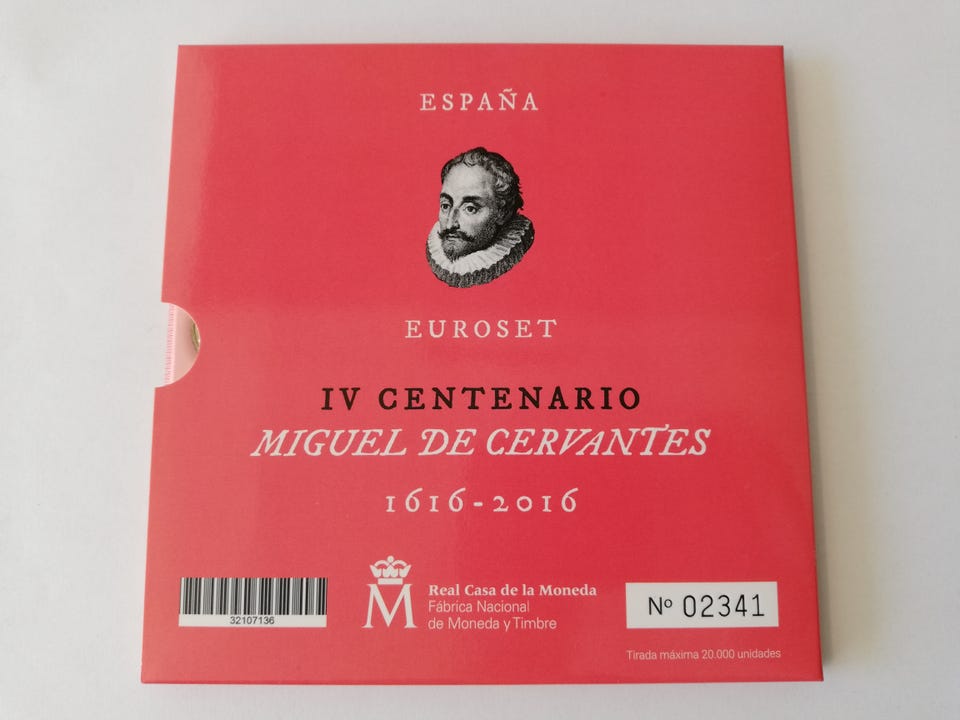 ESPAÑA
EUROSET
IV CENTENARIO
MIGUEL DE CERVANTES
1616-2016
32107136
M
Real Casa de la Moneda
Fábrica Nacional
de Moneda y Timbre
Nº 02341
Tirada máxima 20.000 unidades